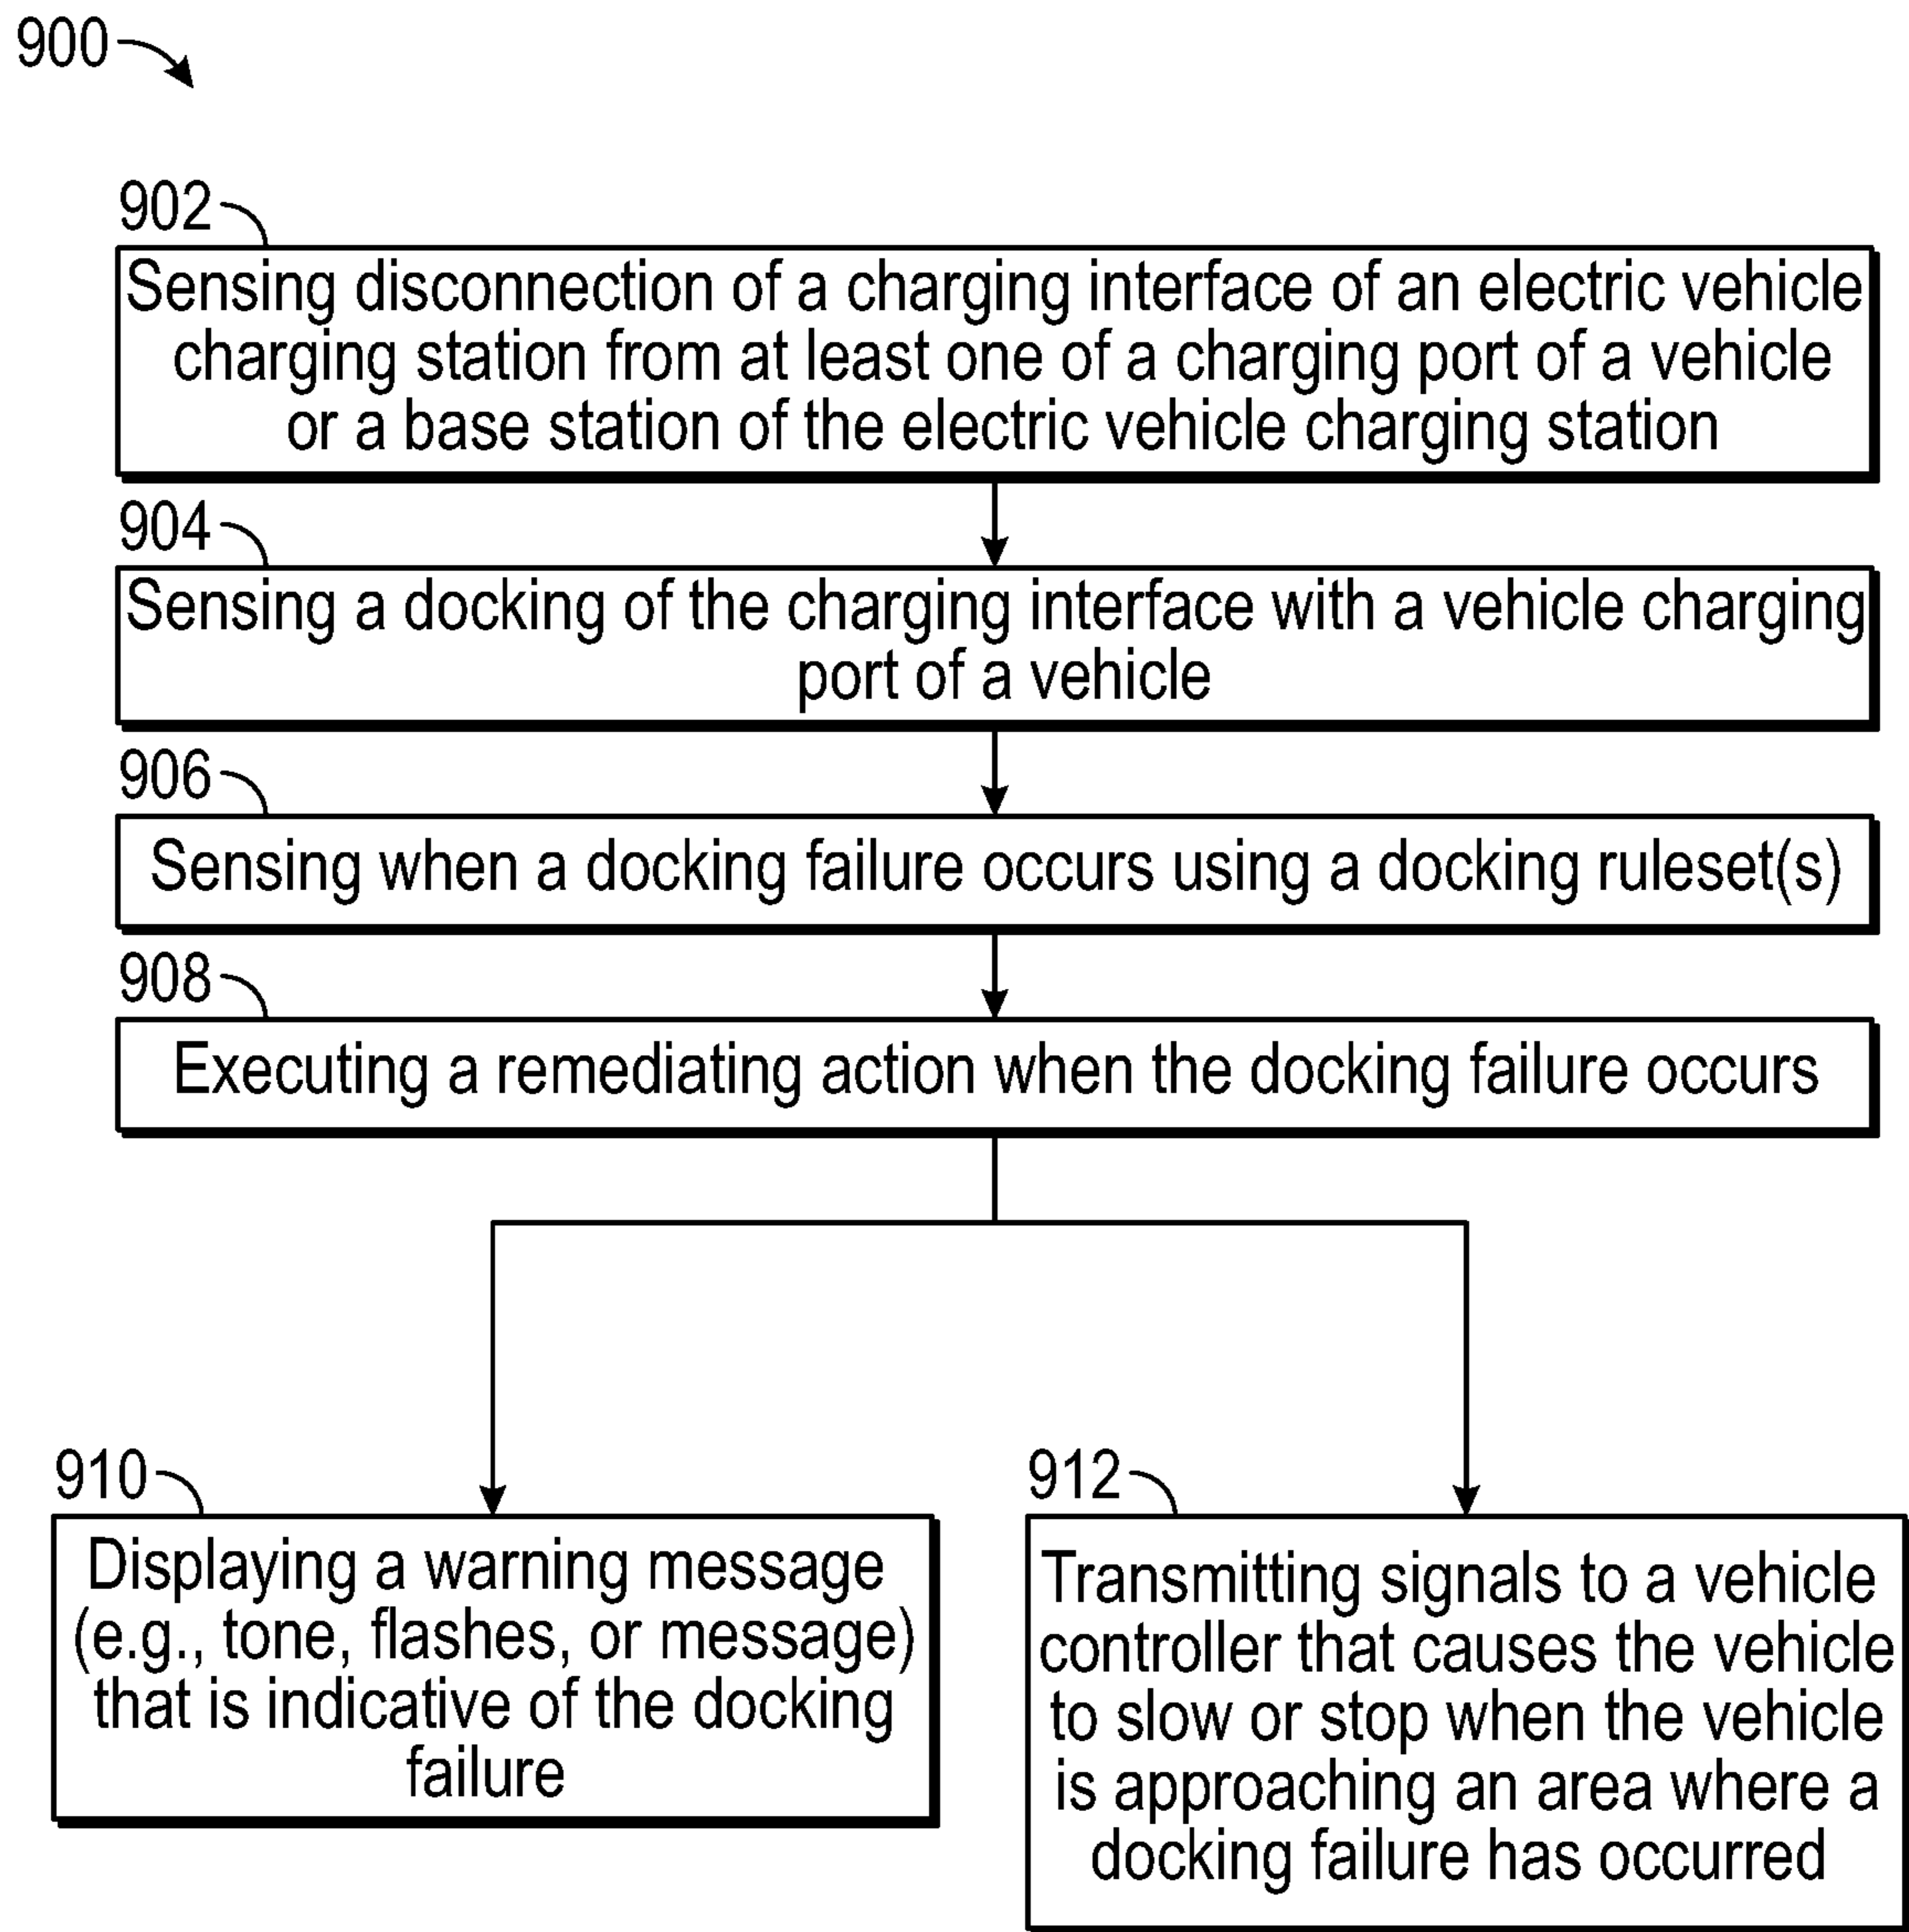 900
902
Sensing disconnection of a charging interface of an electric vehicle
charging station from at least one of a charging port of a vehicle
or a base station of the electric vehicle charging station
904
Sensing a docking of the charging interface with a vehicle charging
port of a vehicle
906
Sensing when a docking failure occurs using a docking ruleset(s)
908
Executing a remediating action when the docking failure occurs
910
Displaying a warning message
(e.g., tone, flashes, or message)
that is indicative of the docking
failure
912
Transmitting signals to a vehicle
controller that causes the vehicle
to slow or stop when the vehicle
is approaching an area where a
docking failure has occurred